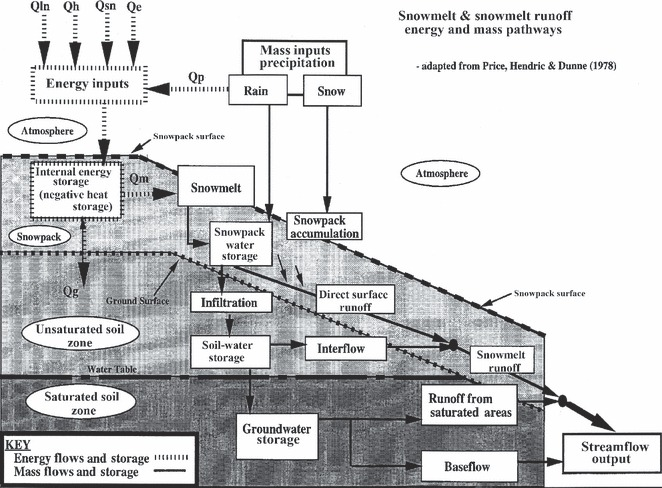 Qln Qh Qsn Qe
Snowmelt & snowmelt runoff
energy and mass pathways
- adapted from Price, Hendric & Dunne (1978)
Mass inputs
precipitation
Energy inputs
Qp
Rain
Snow
Atmosphere
Snowpack surface
Atmosphere
Internal energy
storage
(negative heat
storage)
Qm
Snowmelt
Snowpack
accumulation
Snowpack
Snowpack
water
storage
Qg
Ground Surface
Infiltration
Direct surface
runoff
Snowpack surface
Unsaturated soil
zone
Soil-water
storage
Interflow
Snowmelt
runoff
Water Table
Saturated soil
zone
Runoff from
saturated areas
Groundwater
storage
Streamflow
output
Baseflow
KEY
Energy flows and storage
Mass flows and storage